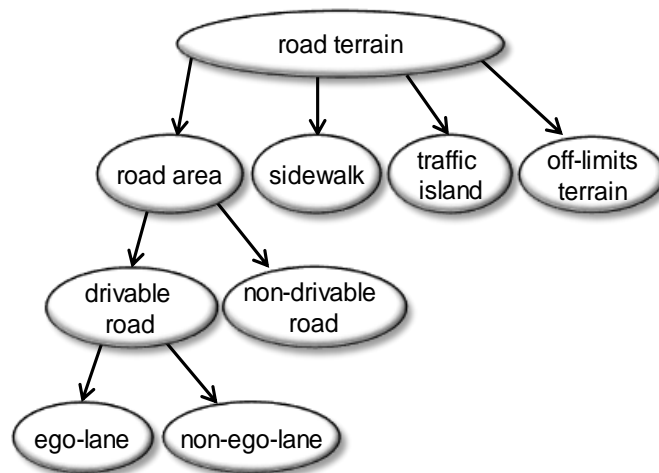 road terrain
road area
sidewalk
traffic
island
off-limits
terrain
drivable
road
non-drivable
road
ego-lane
non-ego-lane